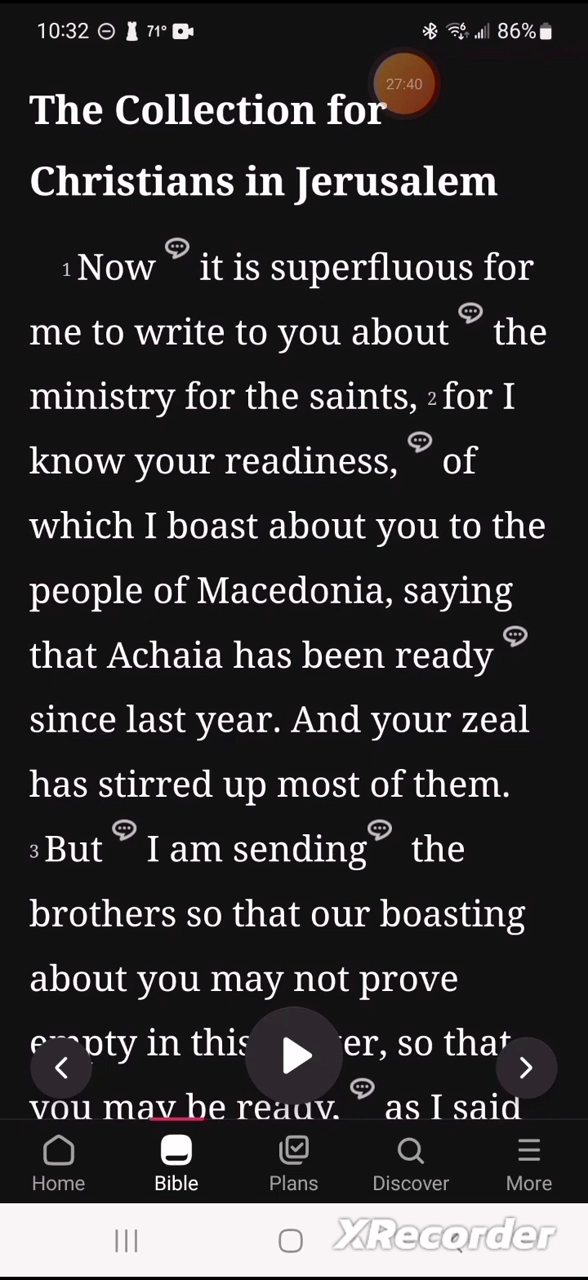 10:32 71° 86%
27:40
The Collection for
Christians in Jerusalem
1 Now it is superfluous for
me to write to you about the
ministry for the saints, 2 for I
know your readiness, of
which I boast about you to the
people of Macedonia, saying
that Achaia has been ready
since last year. And your zeal
has stirred up most of them.
3 But I am sending the
brothers so that our boasting
about you may not prove
empty in this er, so that
you may be ready, as I said
Home Bible Plans Discover More
XRecorder